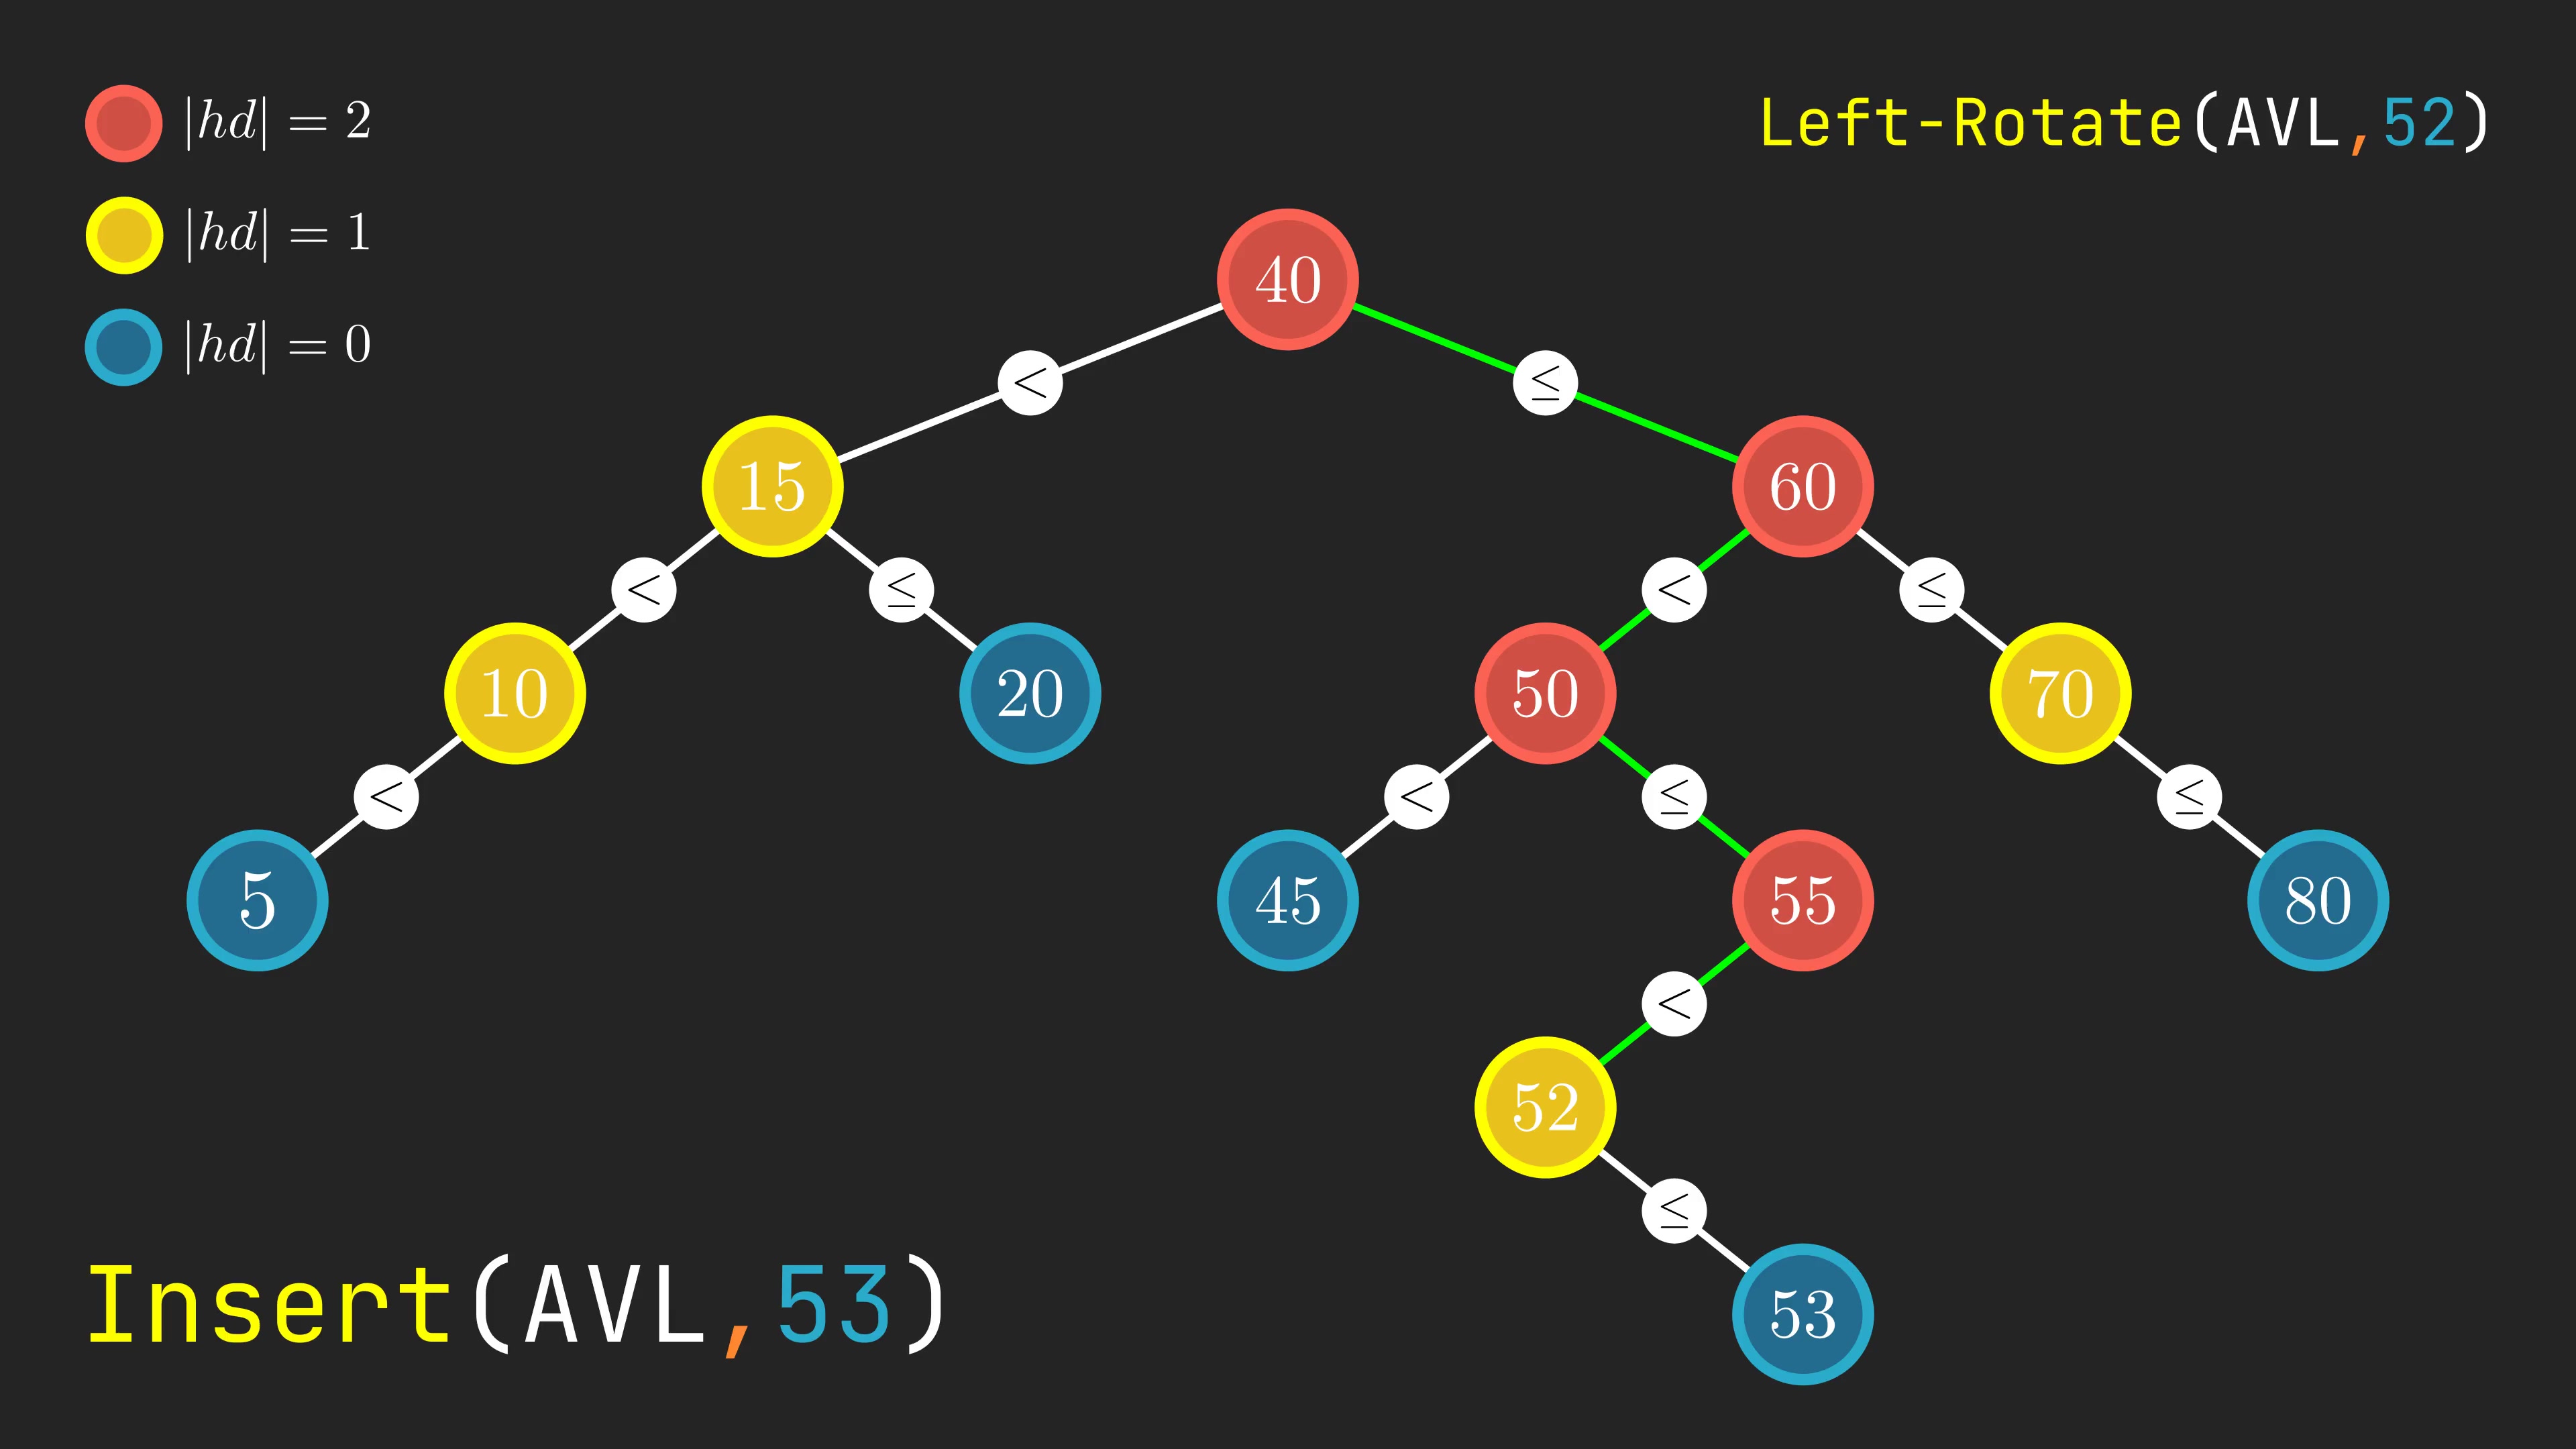 |hd| = 2
Left-Rotate(AVL,52)
|hd| = 1
|hd| = 0
40
< ≤
15 60
< ≤ < ≤
10 20 50 70
< < ≤ ≤
5 45 55 80
<
52
≤
53
Insert(AVL,53)